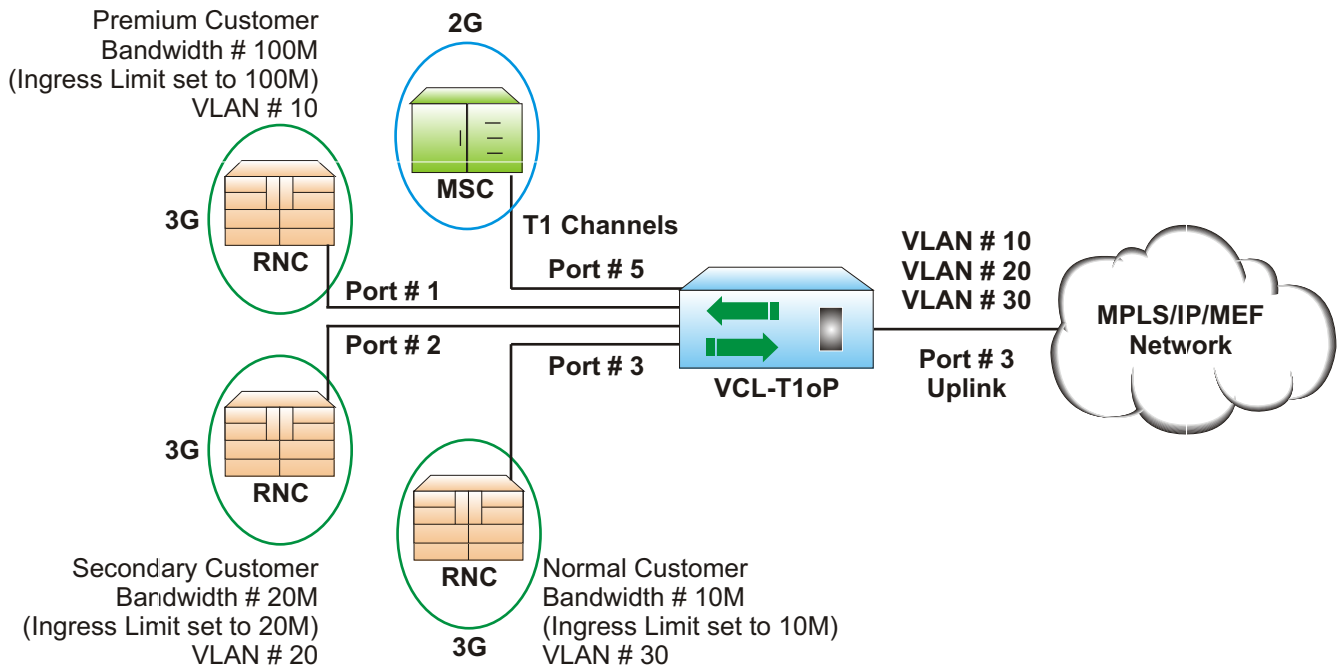 Premium Customer
Bandwidth # 100M
(Ingress Limit set to 100M)
VLAN # 10
2G
MSC
3G
RNC
T1 Channels
Port # 5
Port # 1
Port # 2
Port # 3
VCL-T1oP
VLAN # 10
VLAN # 20
VLAN # 30
Port # 3
Uplink
MPLS/IP/MEF
Network
3G
RNC
Secondary Customer
Bandwidth # 20M
(Ingress Limit set to 20M)
VLAN # 20
RNC
3G
Normal Customer
Bandwidth # 10M
(Ingress Limit set to 10M)
VLAN # 30